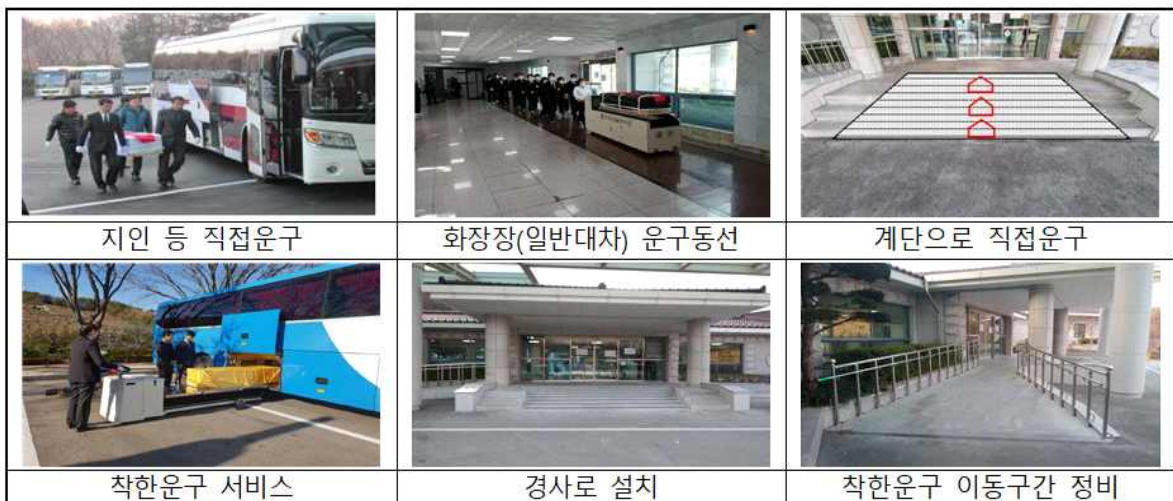 지인 등 직접운구
화장장(일반대차) 운구동선
계단으로 직접운구
착한운구 서비스
경사로 설치
착한운구 이동구간 정비